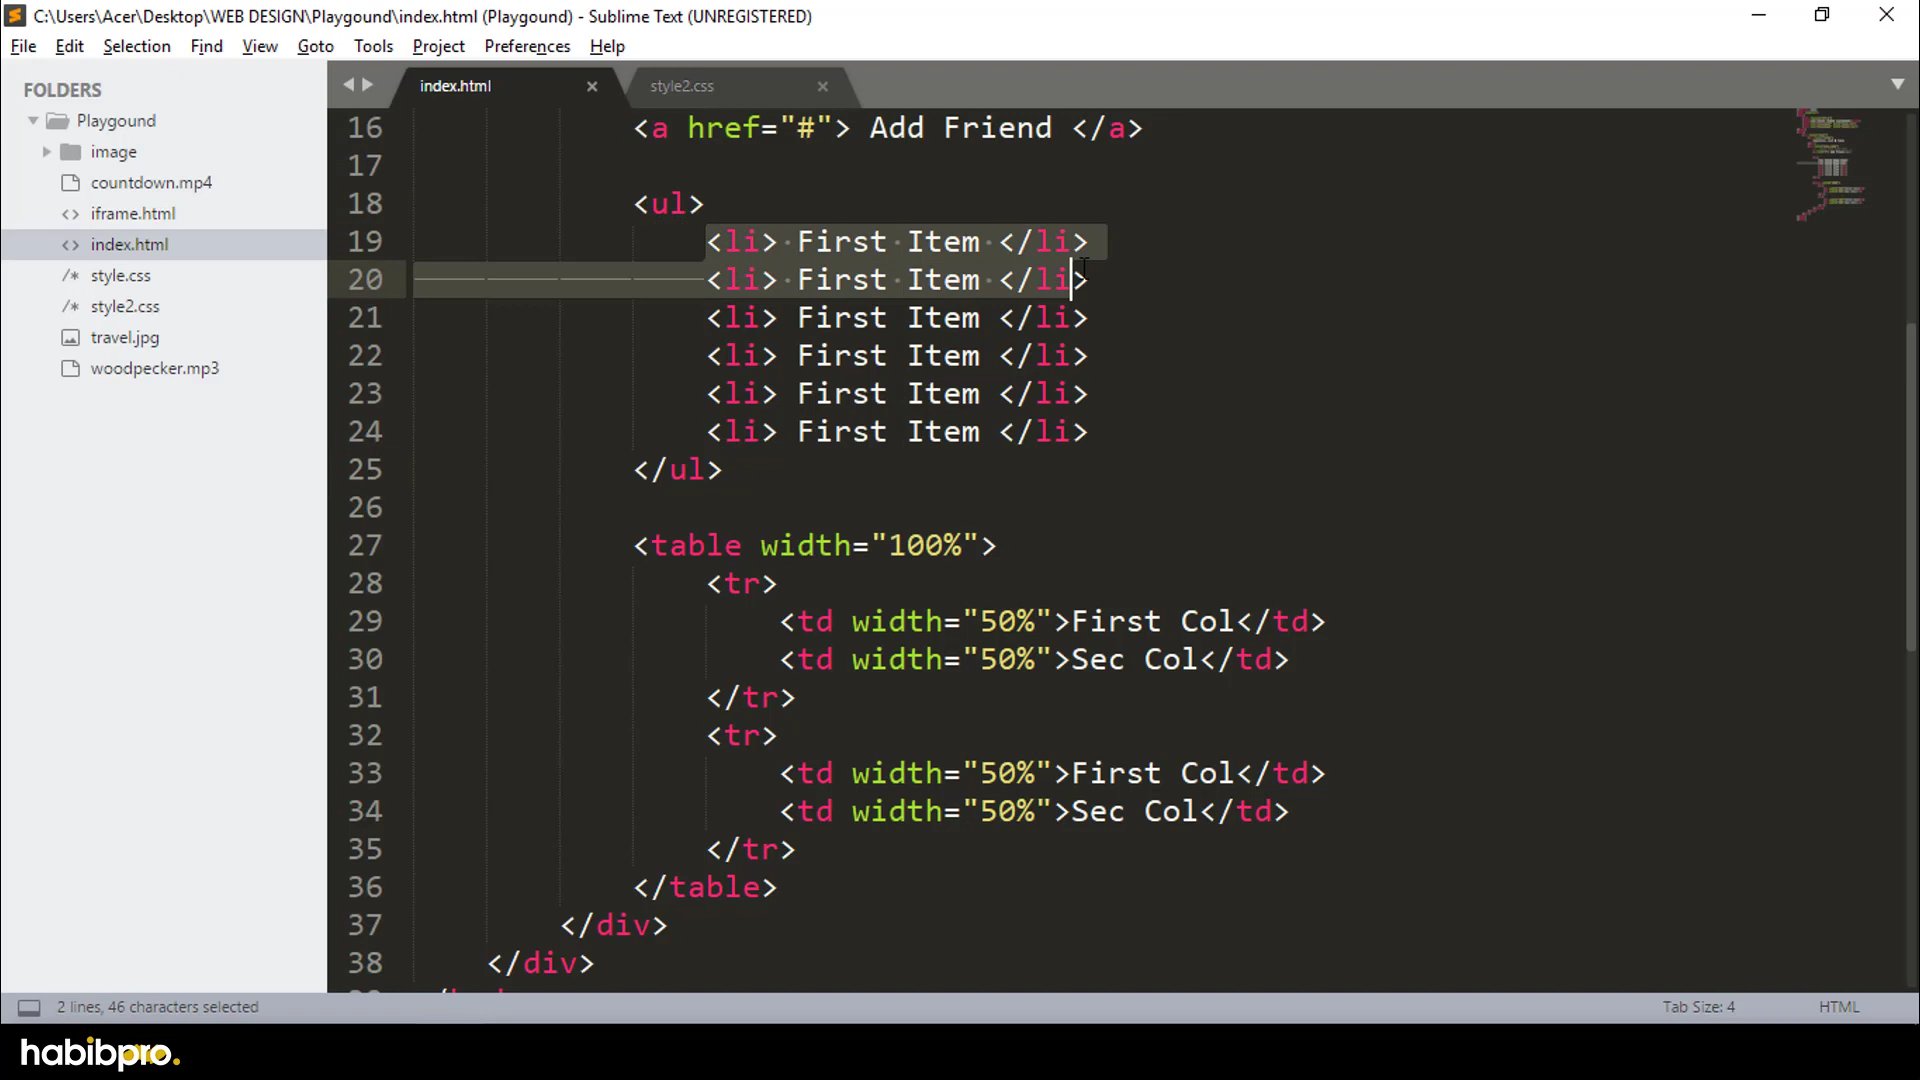 C:\Users\Acer\Desktop\WEB DESIGN\Playgound\index.html (Playgound) - Sublime Text (UNREGISTERED)
File Edit Selection Find View Goto Tools Project Preferences Help
FOLDERS
Playgound
image
countdown.mp4
<> iframe.html
<> index.html
/* style.css
/* style2.css
travel.jpg
woodpecker.mp3
index.html × style2.css ×
16 <a href="#"> Add Friend </a>
17
18 <ul>
19 <li> First Item </li>
20 <li> First Item </li>
21 <li> First Item </li>
22 <li> First Item </li>
23 <li> First Item </li>
24 <li> First Item </li>
25 </ul>
26
27 <table width="100%">
28 <tr>
29 <td width="50%">First Col</td>
30 <td width="50%">Sec Col</td>
31 </tr>
32 <tr>
33 <td width="50%">First Col</td>
34 <td width="50%">Sec Col</td>
35 </tr>
36 </table>
37 </div>
38 </div>
2 lines, 46 characters selected
Tab Size: 4
HTML
habibpro.